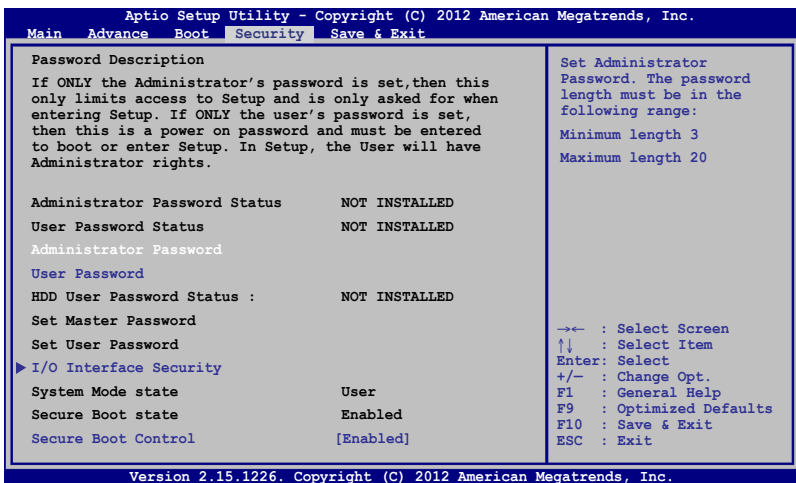 Aptio Setup Utility - Copyright (C) 2012 American Megatrends, Inc.
Main Advance Boot Security Save & Exit
Password Description
If ONLY the Administrator's password is set,then this
only limits access to Setup and is only asked for when
entering Setup. If ONLY the user's password is set,
then this is a power on password and must be entered
to boot or enter Setup. In Setup, the User will have
Administrator rights.
Administrator Password Status NOT INSTALLED
User Password Status NOT INSTALLED
Administrator Password
User Password
HDD User Password Status : NOT INSTALLED
Set Master Password
Set User Password
I/O Interface Security
System Mode state User
Secure Boot state Enabled
Secure Boot Control [Enabled]
Set Administrator
Password. The password
length must be in the
following range:
Minimum length 3
Maximum length 20
→← : Select Screen
↑↓ : Select Item
Enter: Select
+/— : Change Opt.
F1 : General Help
F9 : Optimized Defaults
F10 : Save & Exit
ESC : Exit
Version 2.15.1226. Copyright (C) 2012 American Megatrends, Inc.